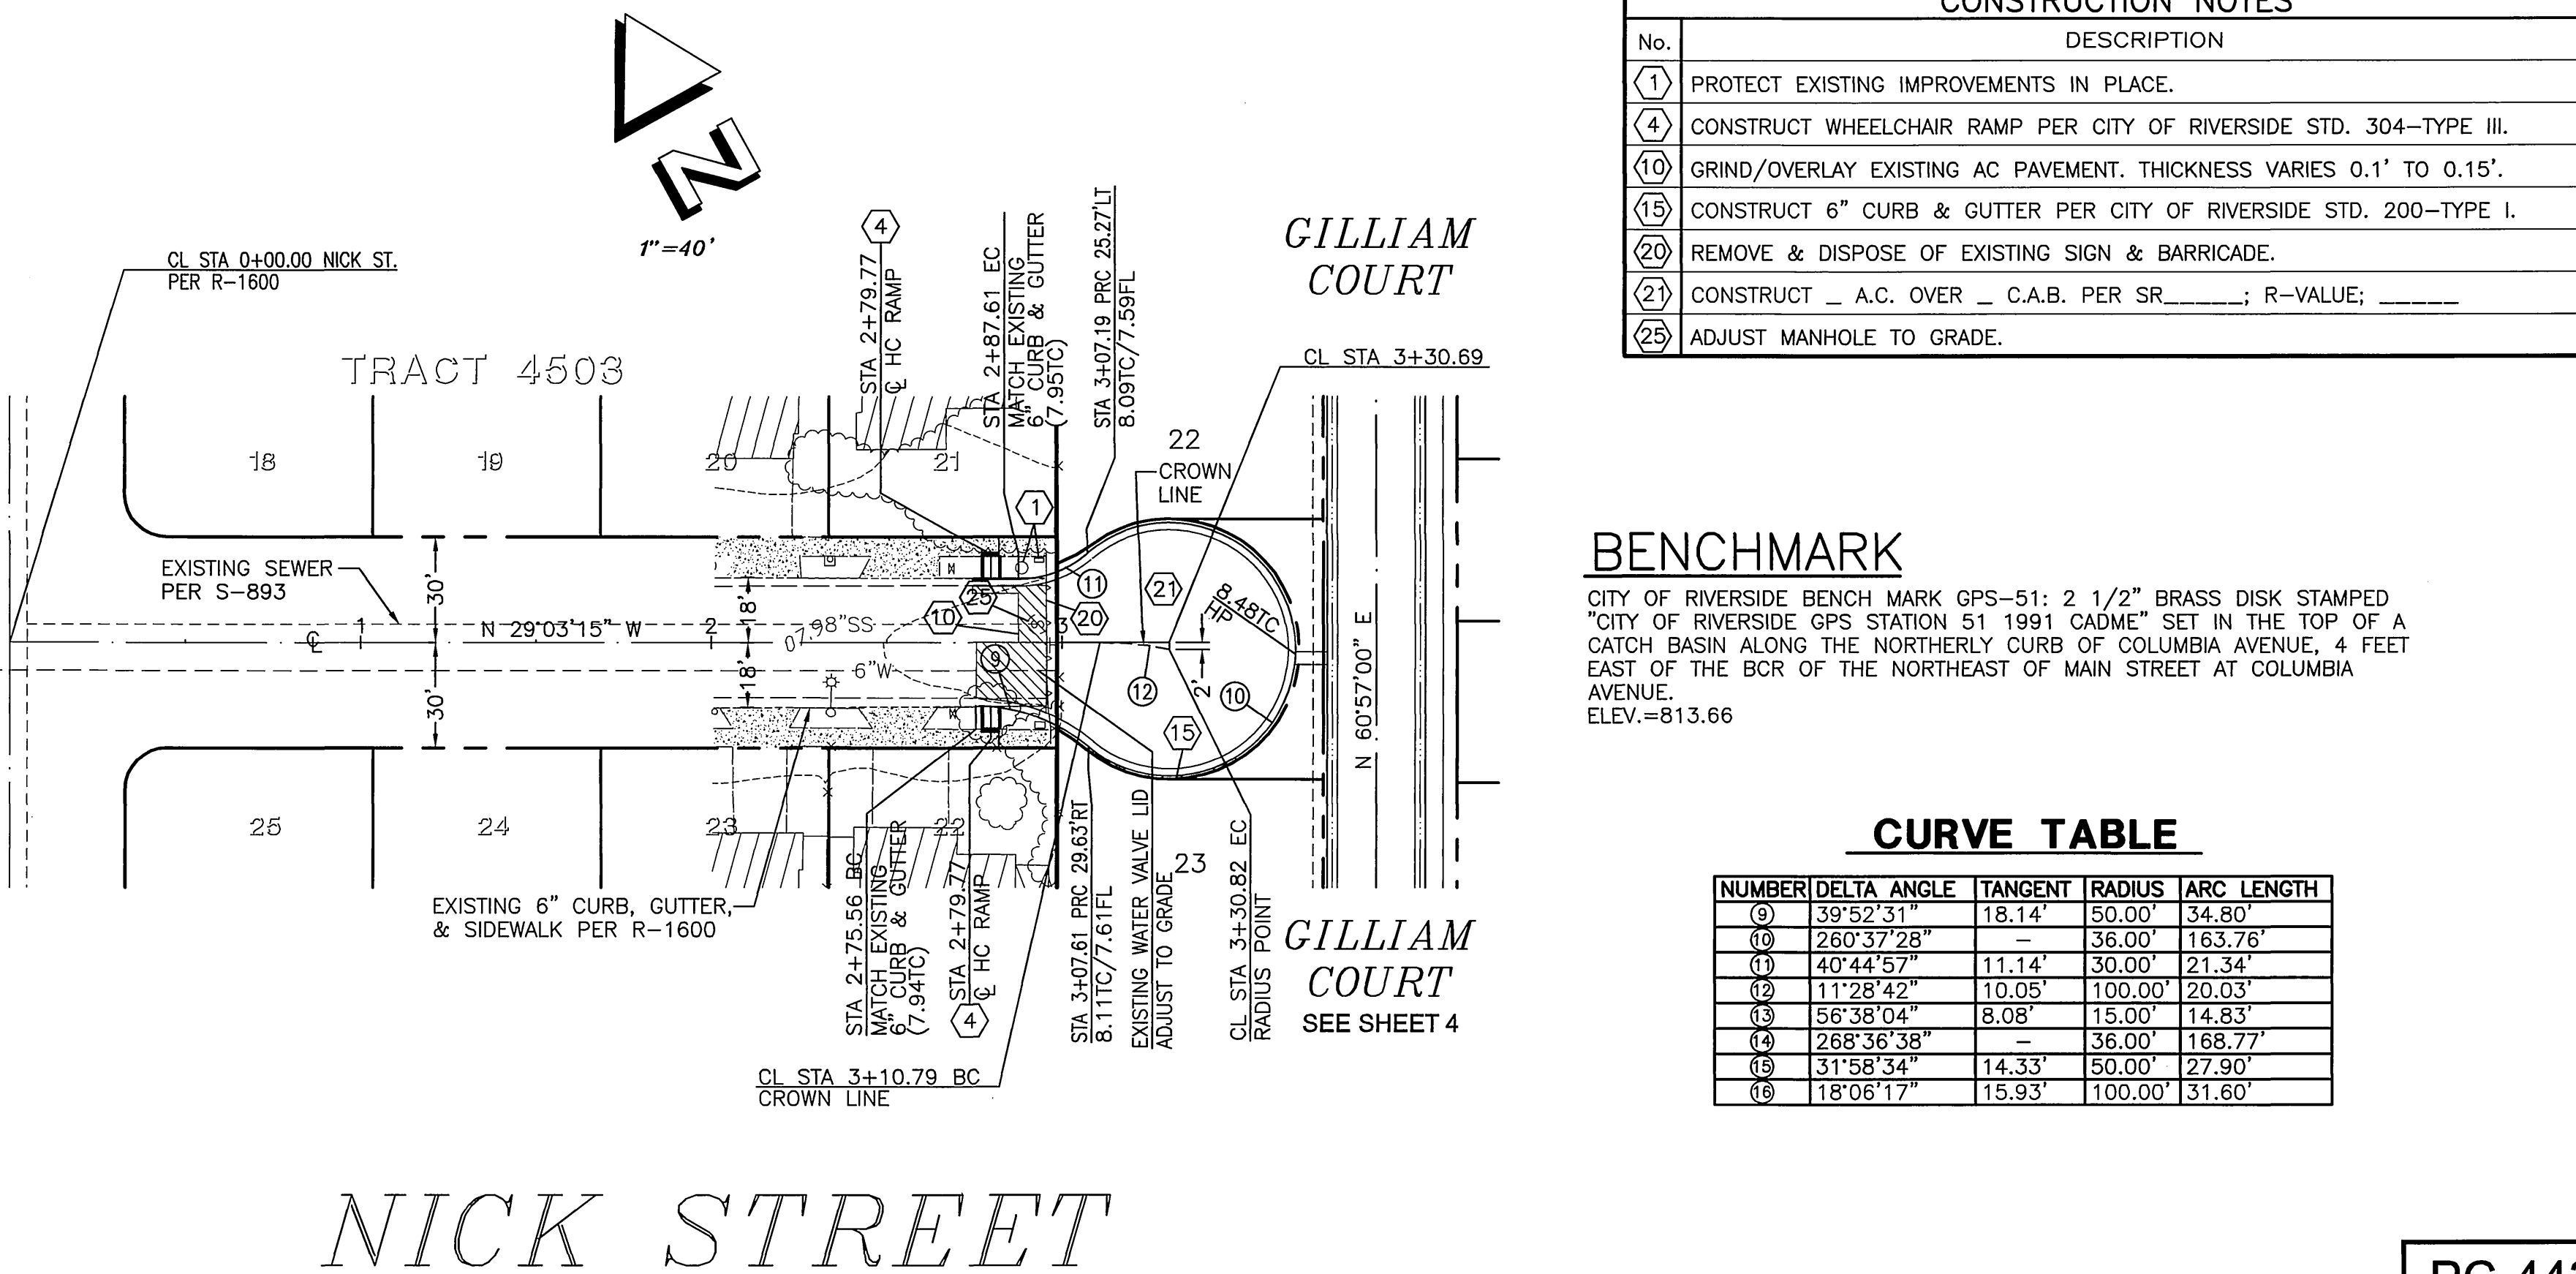 CONSTRUCTION NOTES
No. DESCRIPTION
1 PROTECT EXISTING IMPROVEMENTS IN PLACE.
4 CONSTRUCT WHEELCHAIR RAMP PER CITY OF RIVERSIDE STD. 304-TYPE III.
10 GRIND/OVERLAY EXISTING AC PAVEMENT. THICKNESS VARIES 0.1' TO 0.15'.
15 CONSTRUCT 6" CURB & GUTTER PER CITY OF RIVERSIDE STD. 200-TYPE I.
20 REMOVE & DISPOSE OF EXISTING SIGN & BARRICADE.
21 CONSTRUCT _ A.C. OVER _ C.A.B. PER SR_____; R-VALUE; _____
25 ADJUST MANHOLE TO GRADE.
N
1"=40'
CL STA 0+00.00 NICK ST.
PER R-1600
TRACT 4503
4
STA 2+79.77
℄ HC RAMP
STA 2+87.61 EC
MATCH EXISTING
6" CURB & GUTTER
(7.95TC)
STA 3+07.19 PRC 25.27'LT
8.09TC/7.59FL
GILLIAM
COURT
CL STA 3+30.69
18
19
20
21
22
CROWN
LINE
1
EXISTING SEWER
PER S-893
30'
18'
25
10
11
20
21
8.48TC
HP
℄
1
N 29°03'15" W
2
07.98"SS
3
6"W
9
12
2'
10
15
18'
30'
N 60°57'00" E
25
24
23
22
23
EXISTING 6" CURB, GUTTER,
& SIDEWALK PER R-1600
STA 2+75.56 BC
MATCH EXISTING
6" CURB & GUTTER
(7.94TC)
STA 2+79.77
℄ HC RAMP
4
STA 3+07.61 PRC 29.63'RT
8.11TC/7.61FL
EXISTING WATER VALVE LID
ADJUST TO GRADE
CL STA 3+30.82 EC
RADIUS POINT
GILLIAM
COURT
SEE SHEET 4
CL STA 3+10.79 BC
CROWN LINE
BENCHMARK
CITY OF RIVERSIDE BENCH MARK GPS-51: 2 1/2" BRASS DISK STAMPED
"CITY OF RIVERSIDE GPS STATION 51 1991 CADME" SET IN THE TOP OF A
CATCH BASIN ALONG THE NORTHERLY CURB OF COLUMBIA AVENUE, 4 FEET
EAST OF THE BCR OF THE NORTHEAST OF MAIN STREET AT COLUMBIA
AVENUE.
ELEV.=813.66
CURVE TABLE
NUMBER DELTA ANGLE TANGENT RADIUS ARC LENGTH
9 39°52'31" 18.14' 50.00' 34.80'
10 260°37'28" - 36.00' 163.76'
11 40°44'57" 11.14' 30.00' 21.34'
12 11°28'42" 10.05' 100.00' 20.03'
13 56°38'04" 8.08' 15.00' 14.83'
14 268°36'38" - 36.00' 168.77'
15 31°58'34" 14.33' 50.00' 27.90'
16 18°06'17" 15.93' 100.00' 31.60'
NICK STREET